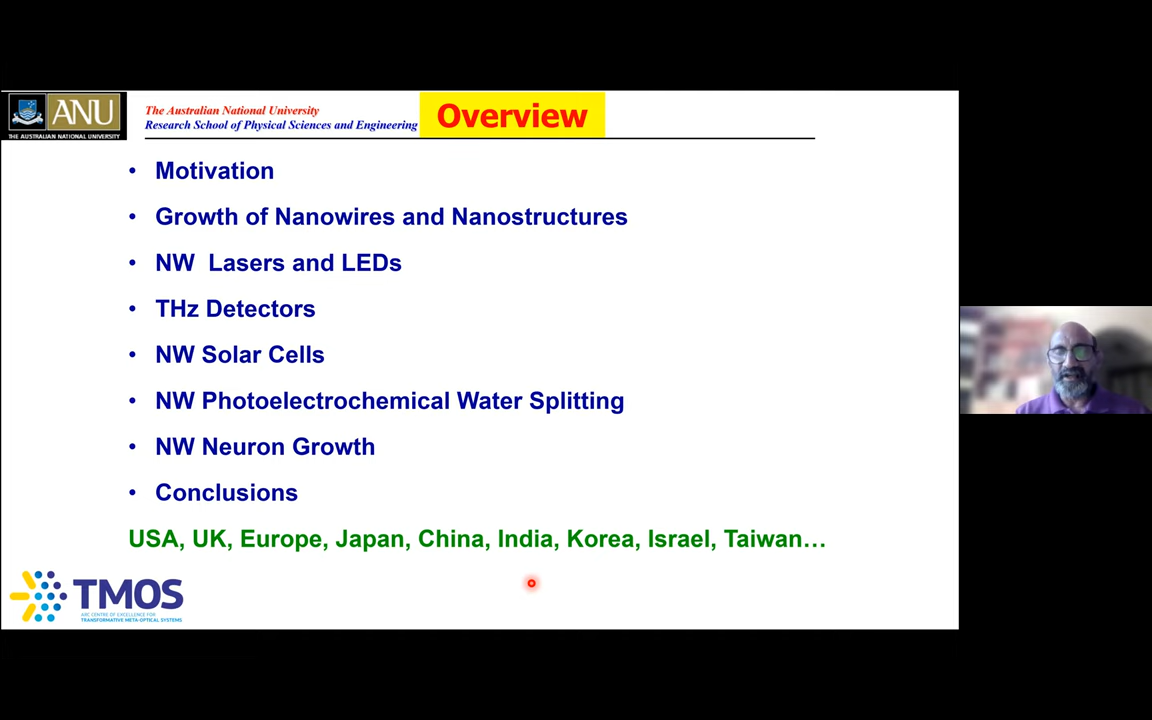 ANU
THE AUSTRALIAN NATIONAL UNIVERSITY
The Australian National University
Research School of Physical Sciences and Engineering
Overview
• Motivation
• Growth of Nanowires and Nanostructures
• NW Lasers and LEDs
• THz Detectors
• NW Solar Cells
• NW Photoelectrochemical Water Splitting
• NW Neuron Growth
• Conclusions
USA, UK, Europe, Japan, China, India, Korea, Israel, Taiwan…
TMOS
ARC CENTRE OF EXCELLENCE FOR
TRANSFORMATIVE META-OPTICAL SYSTEMS